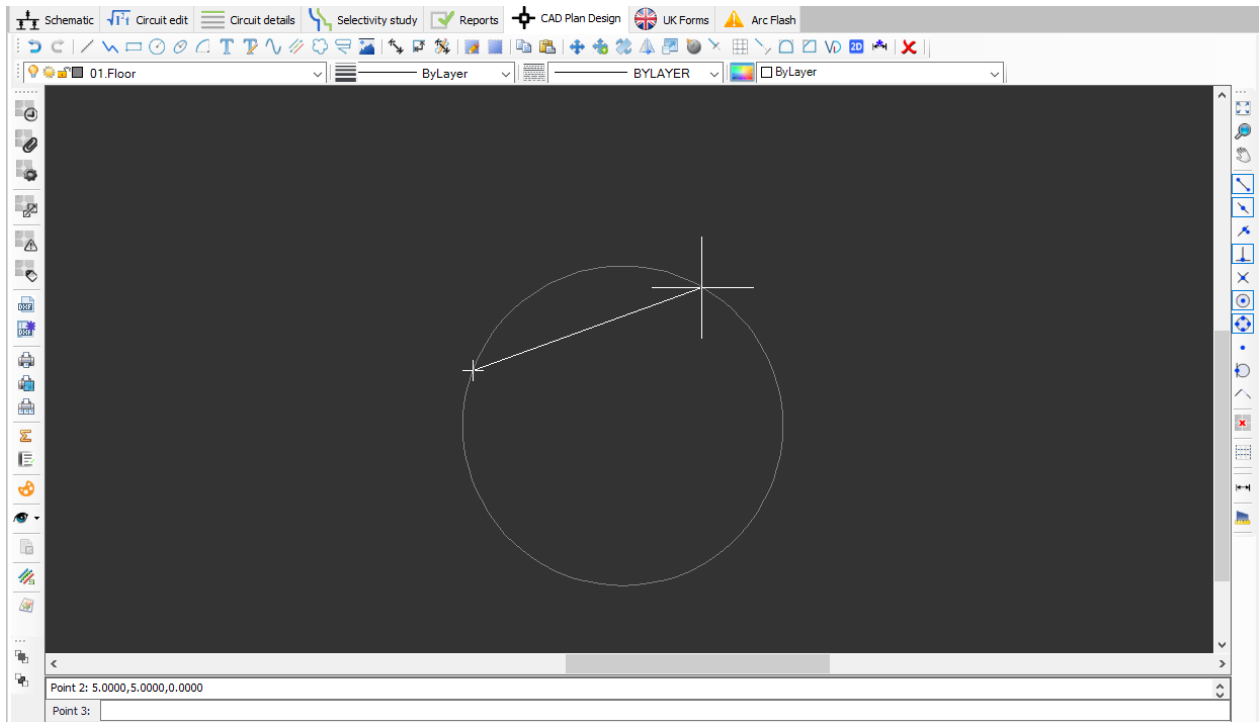 Schematic Circuit edit Circuit details Selectivity study Reports CAD Plan Design UK Forms Arc Flash
01.Floor ByLayer BYLAYER ByLayer
Point 2: 5.0000,5.0000,0.0000
Point 3: